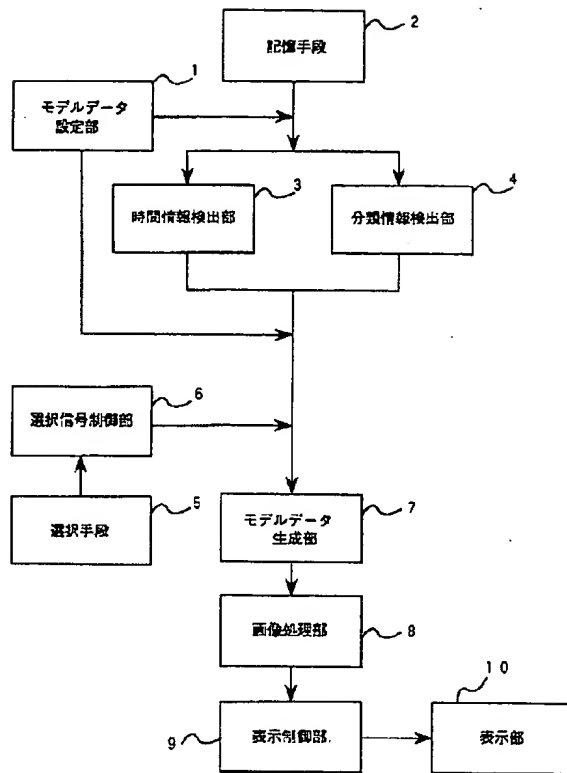 2
記憶手段
1
モデルデータ
設定部
3
時間情報検出部
4
分類情報検出部
6
選択信号制御部
5
選択手段
7
モデルデータ
生成部
8
画像処理部
9
表示制御部
10
表示部